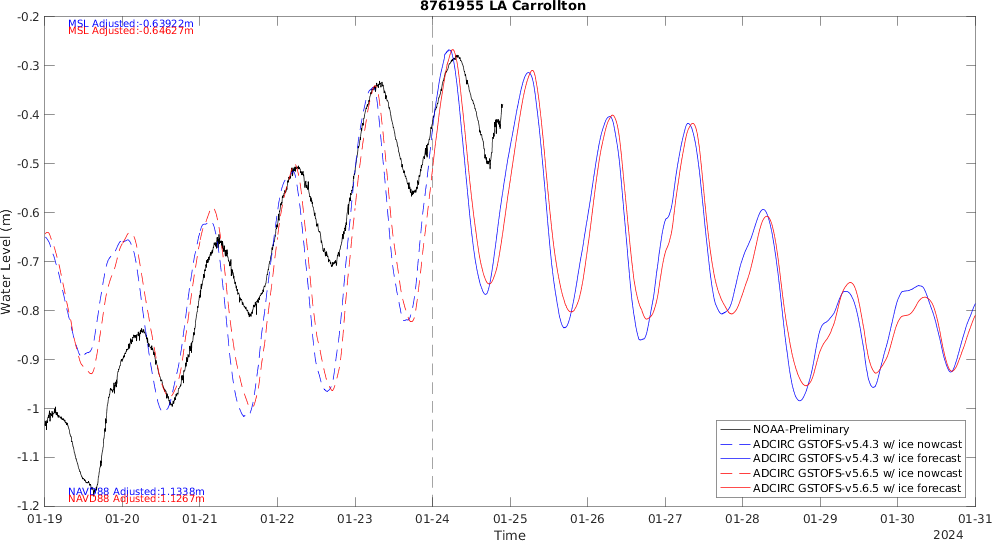 8761955 LA Carrollton
-0.2
MSL Adjusted:-0.63922m
MSL Adjusted:-0.64627m
-0.3
-0.4
-0.5
-0.6
-0.7
-0.8
-0.9
-1
-1.1
-1.2
Water Level (m)
NOAA-Preliminary
ADCIRC GSTOFS-v5.4.3 w/ ice nowcast
ADCIRC GSTOFS-v5.4.3 w/ ice forecast
ADCIRC GSTOFS-v5.6.5 w/ ice nowcast
ADCIRC GSTOFS-v5.6.5 w/ ice forecast
NAVD88 Adjusted:1.1338m
NAVD88 Adjusted:1.1267m
01-19 01-20 01-21 01-22 01-23 01-24 01-25 01-26 01-27 01-28 01-29 01-30 01-31
Time
2024